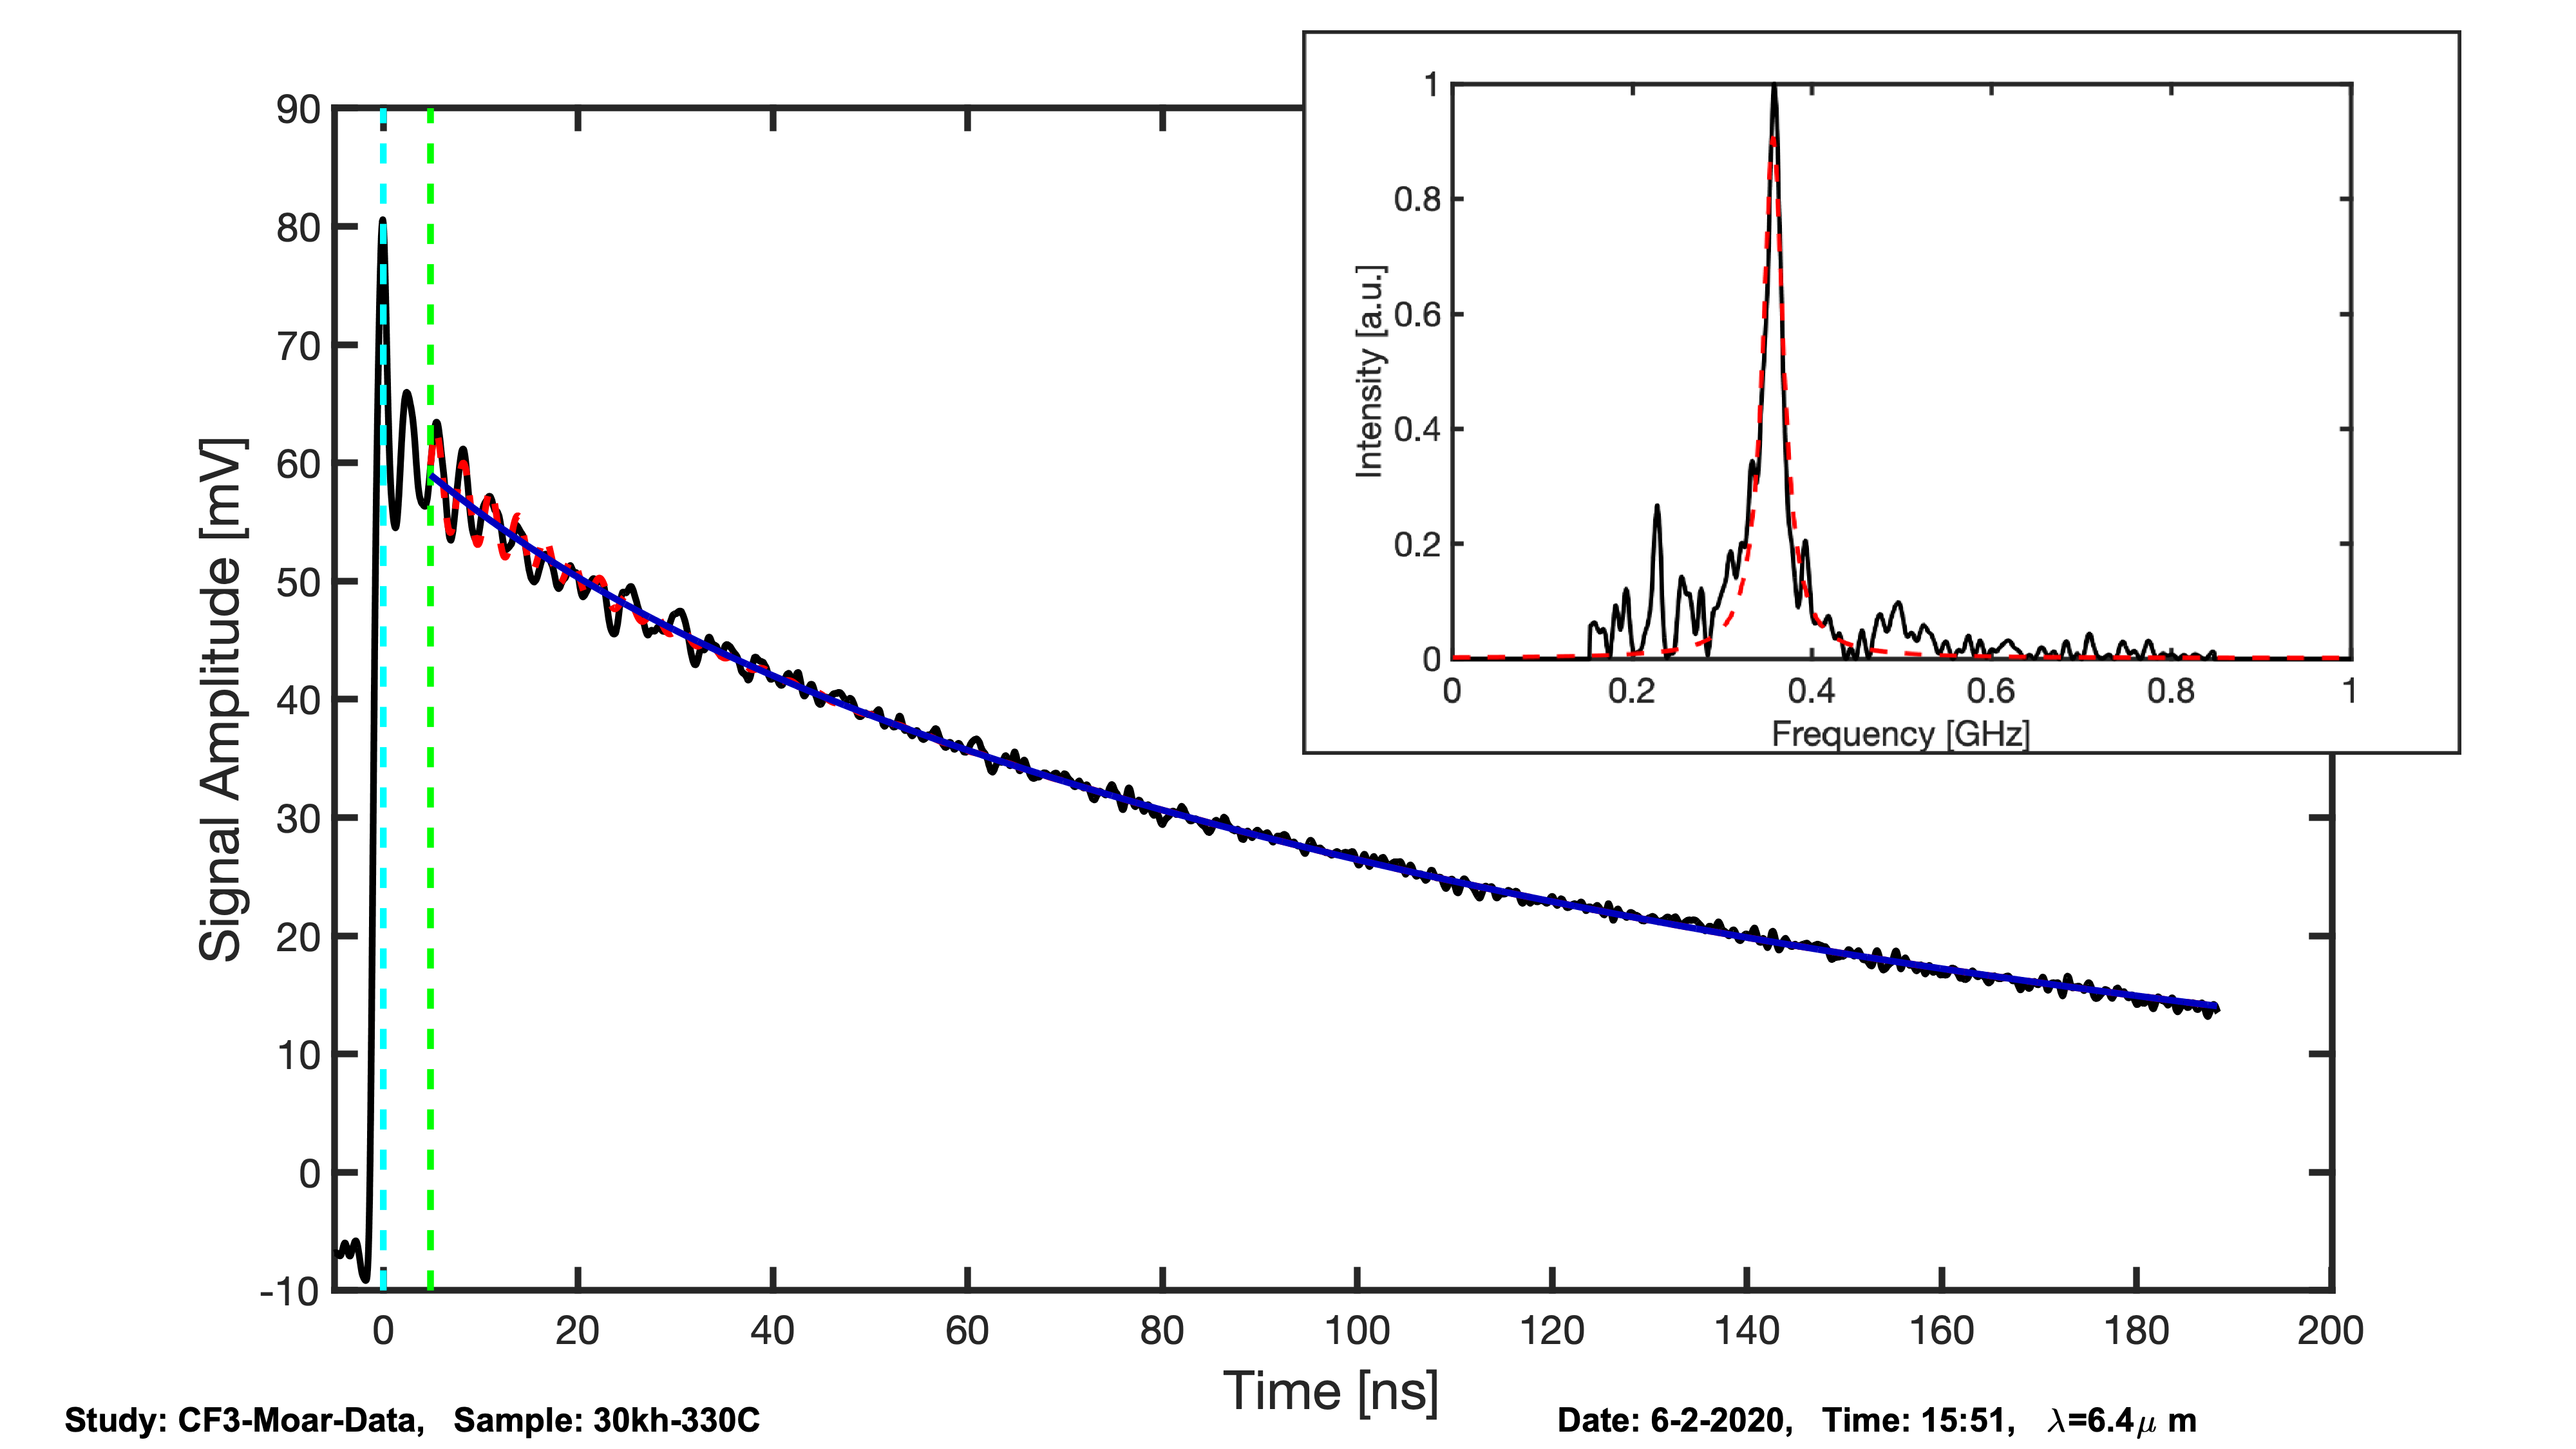 90
80
70
60
50
40
30
20
10
0
-10
Signal Amplitude [mV]
0 20 40 60 80 100 120 140 160 180 200
Time [ns]
1
0.8
0.6
0.4
0.2
0
Intensity [a.u.]
0 0.2 0.4 0.6 0.8 1
Frequency [GHz]
Study: CF3-Moar-Data, Sample: 30kh-330C
Date: 6-2-2020, Time: 15:51, λ=6.4μ m